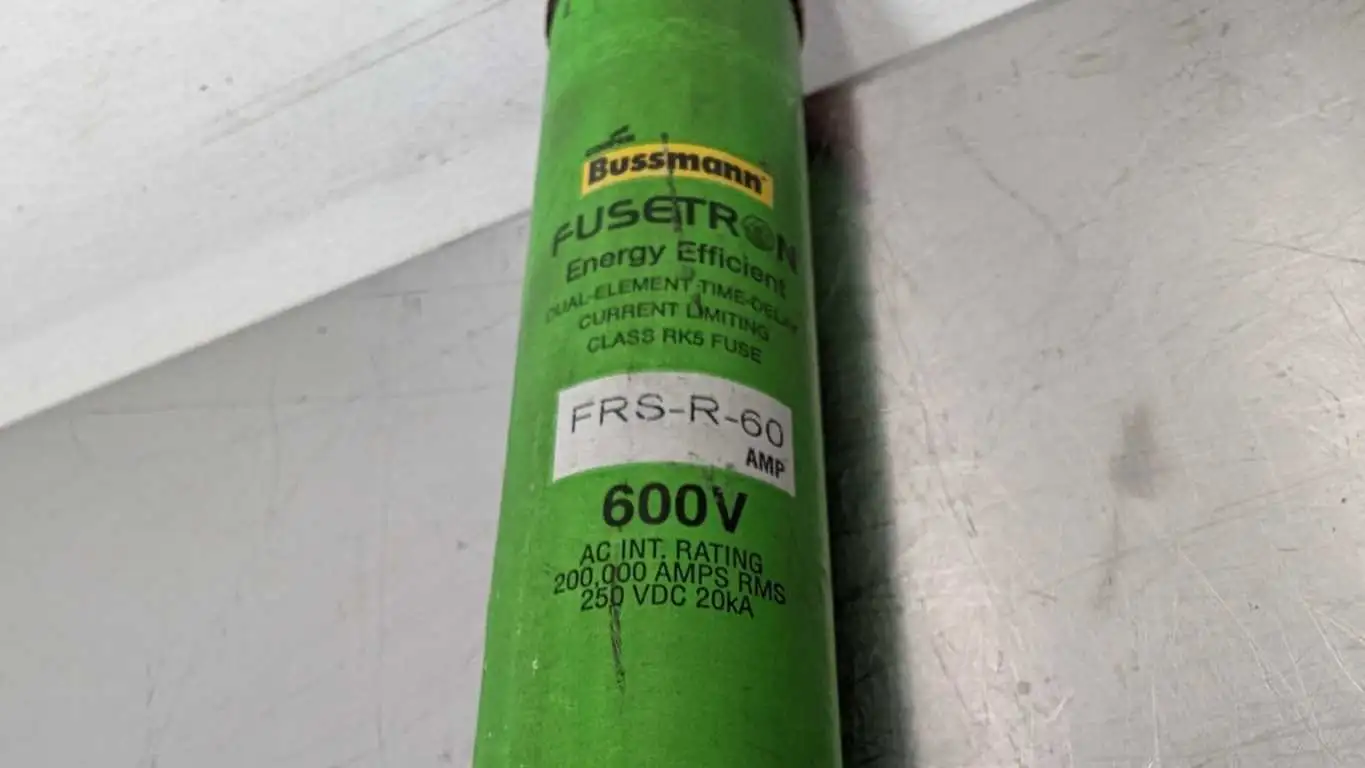 Bussmann
FUSETRON
Energy Efficient
DUAL-ELEMENT TIME-DELAY
CURRENT LIMITING
CLASS RK5 FUSE
FRS-R-60
AMP
600V
AC INT. RATING
200,000 AMPS RMS
250 VDC 20kA